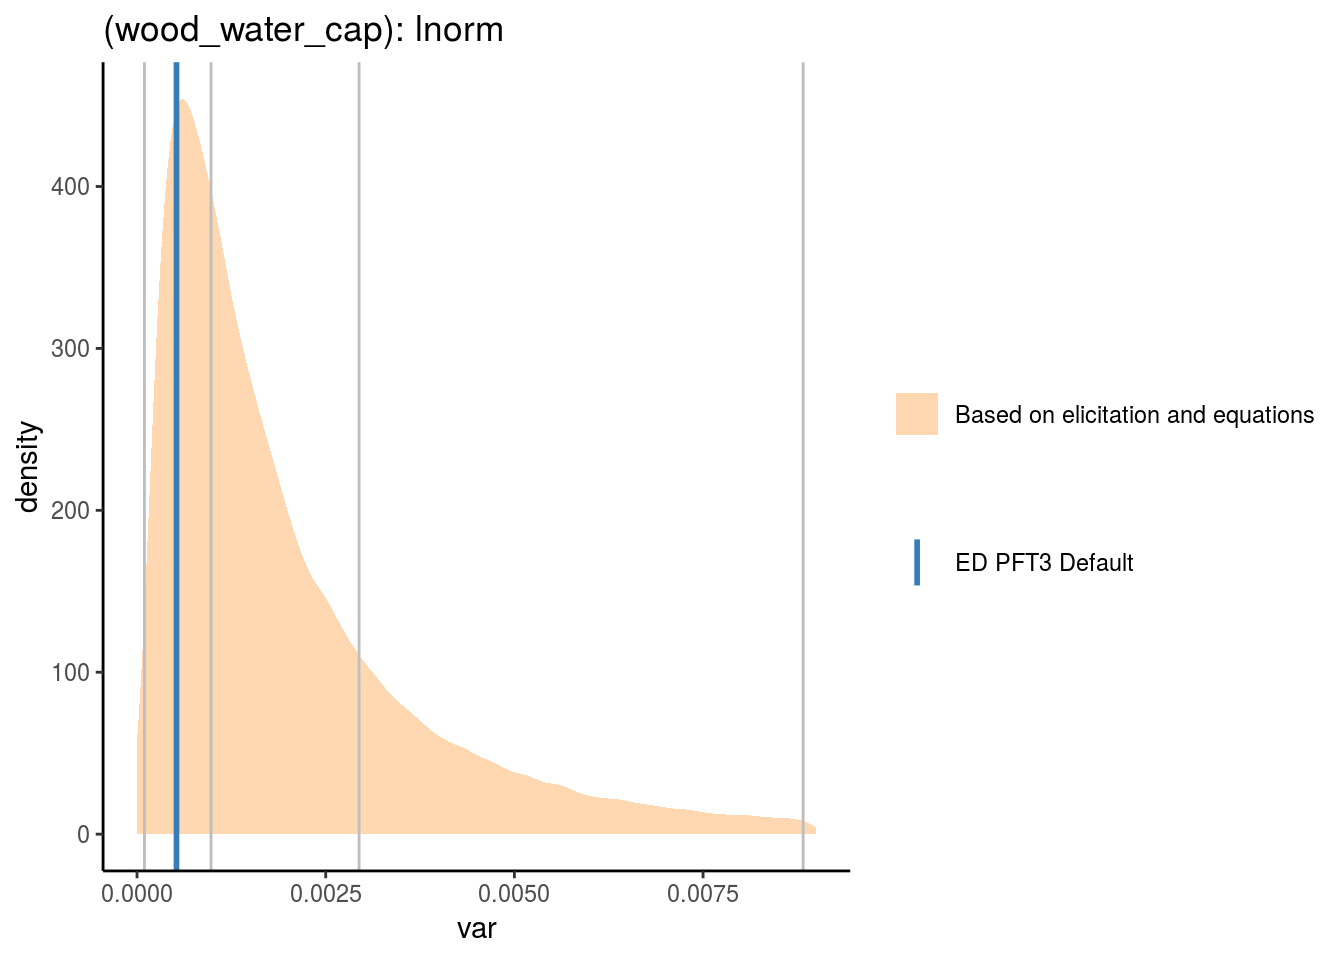 (wood_water_cap): lnorm
density
400
300
200
100
0
0.0000 0.0025 0.0050 0.0075
var
Based on elicitation and equations
ED PFT3 Default